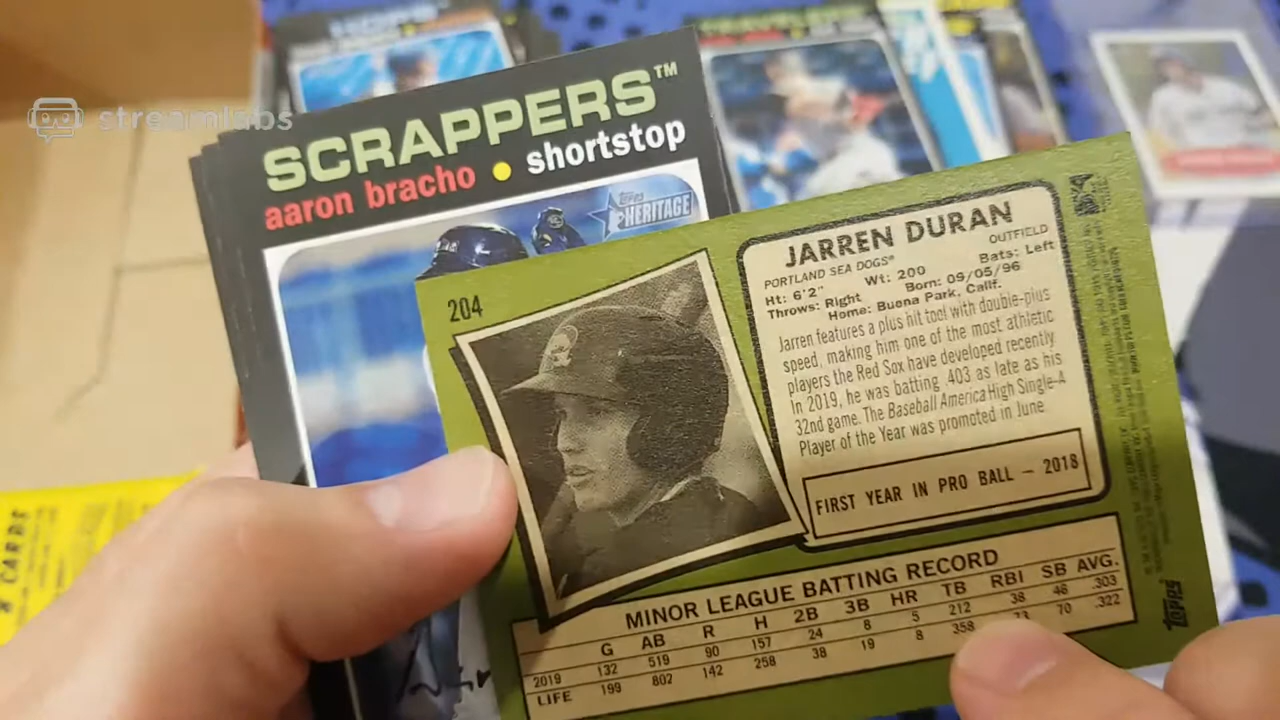 streamlabs
SCRAPPERS™
aaron bracho • shortstop
Topps
HERITAGE
8 CARDS
204
JARREN DURAN
OUTFIELD
PORTLAND SEA DOGS®
Ht: 6'2" Wt: 200 Bats: Left
Throws: Right Born: 09/05/96
Home: Buena Park, Calif.
Jarren features a plus hit tool with double-plus
speed, making him one of the most athletic
players the Red Sox have developed recently
In 2019, he was batting .403 as late as his
32nd game. The Baseball America High Single-A
Player of the Year was promoted in June
FIRST YEAR IN PRO BALL – 2018
MINOR LEAGUE BATTING RECORD
G AB R H 2B 3B HR TB RBI SB AVG.
2019 132 519 90 157 24 8 5 212 38 46 .303
LIFE 199 802 142 258 38 19 8 358 70 .322
Topps